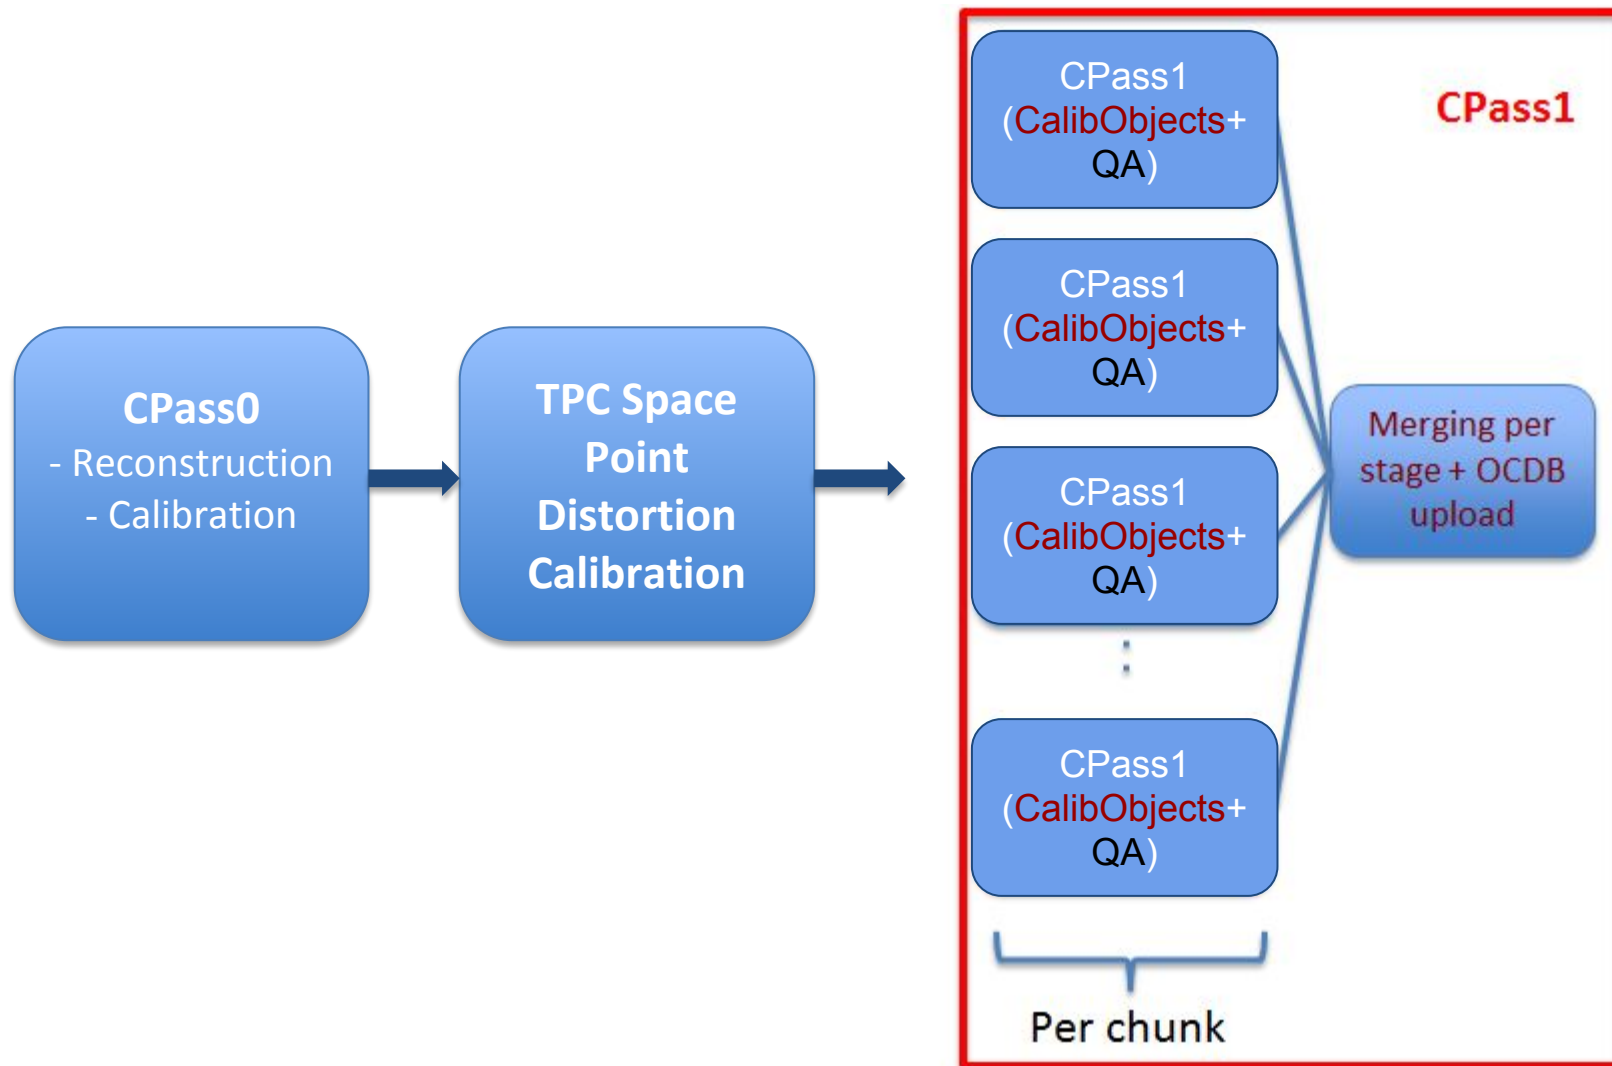 CPass0
- Reconstruction
- Calibration
TPC Space
Point
Distortion
Calibration
CPass1
CPass1
(CalibObjects+
QA)
CPass1
(CalibObjects+
QA)
CPass1
(CalibObjects+
QA)
:
CPass1
(CalibObjects+
QA)
Merging per
stage + OCDB
upload
Per chunk